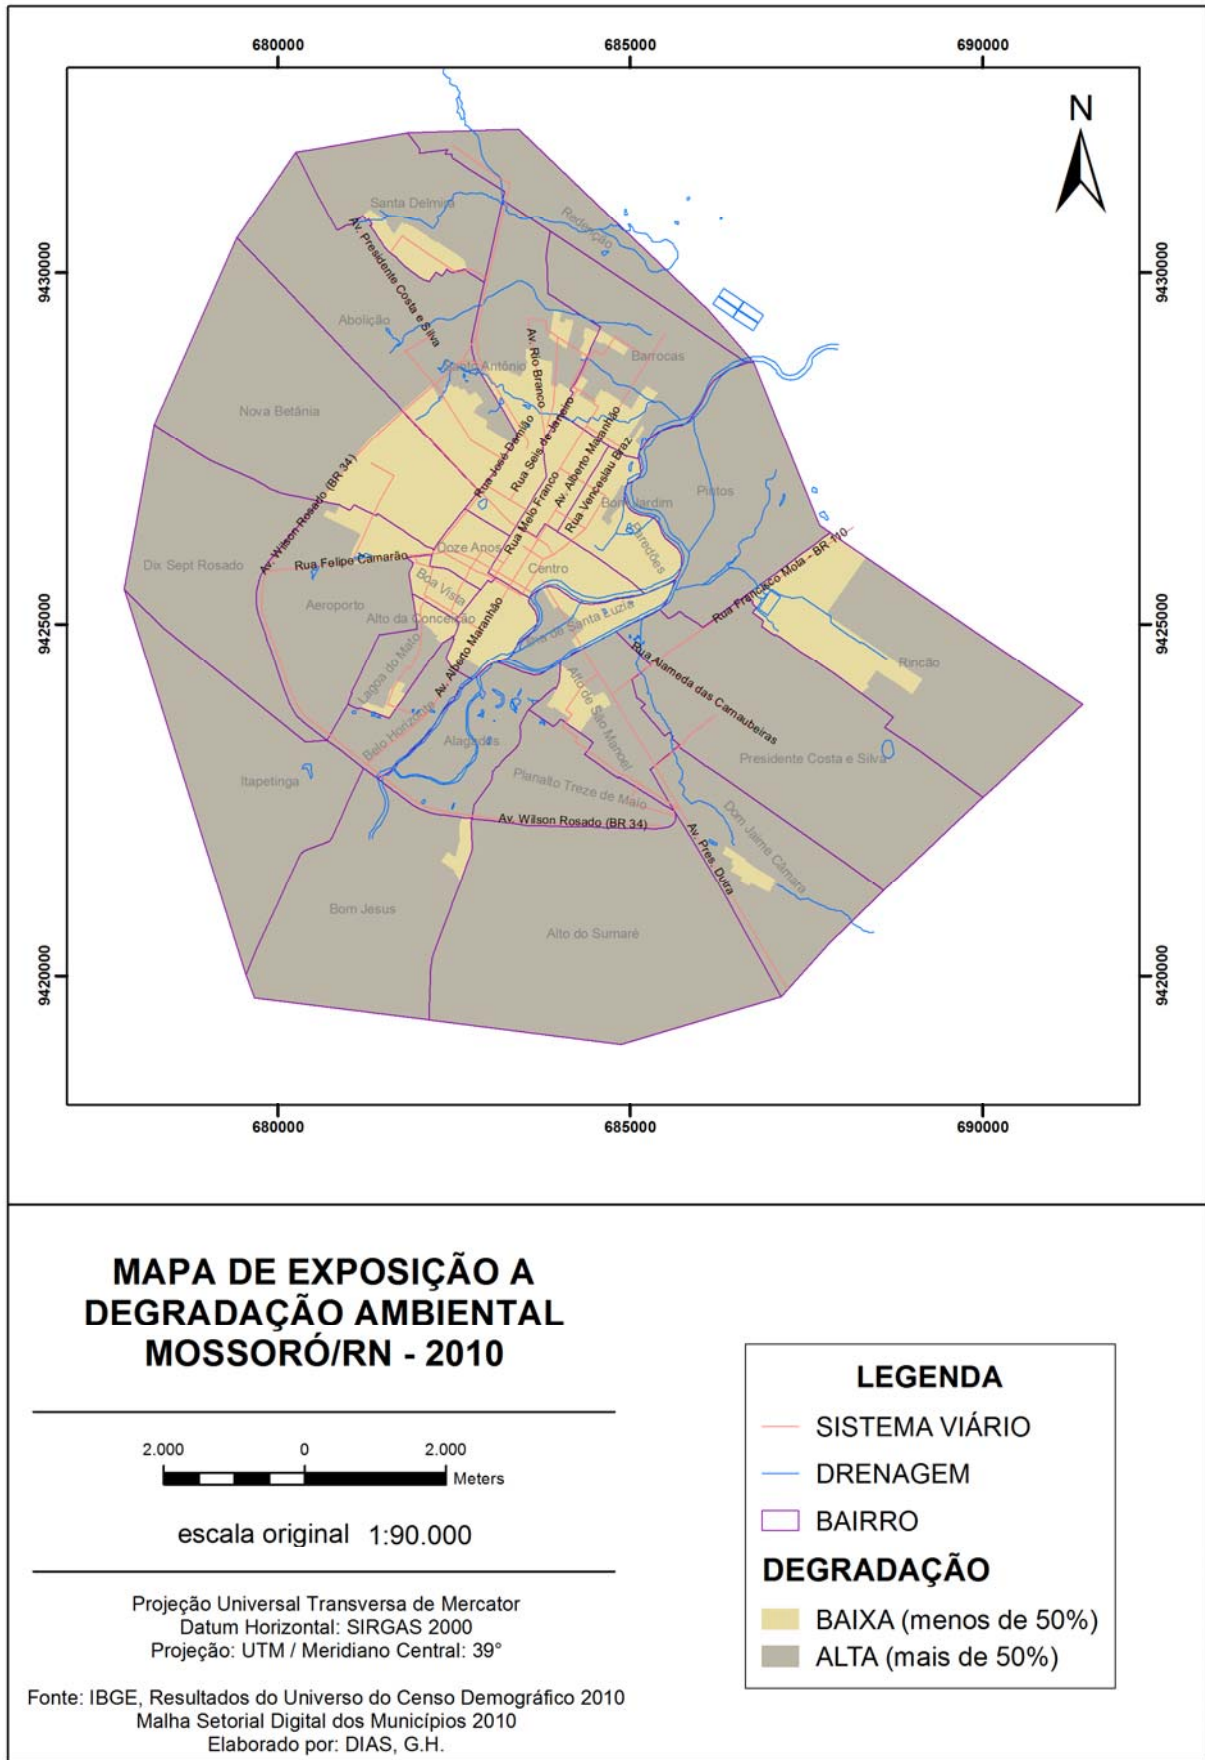 680000
685000
690000
N
9430000
9430000
Santa Delmira
Redenção
Av. Presidente Costa e Silva
Abolição
Av. Rio Branco
Santo Antônio
Barrocas
Nova Betânia
Rua José Damião
Rua Seis de Janeiro
Av. Alberto Maranhão
Rua Venceslau Braz
Av. Wilson Rosado (BR 34)
Rua Melo Franco
Bom Jardim
Pintos
Paredões
Doze Anos
Centro
Dix Sept Rosado
Rua Felipe Camarão
Boa Vista
Rua Francisco Mota - BR 110
Aeroporto
Alto da Conceição
Ilha de Santa Luzia
9425000
9425000
Lagoa do Mato
Av. Alberto Maranhão
Rua Alameda das Carnaubeiras
Rincão
Alto de São Manoel
Belo Horizonte
Alagados
Presidente Costa e Silva
Itapetinga
Planalto Treze de Maio
Av. Wilson Rosado (BR 34)
Dom Jaime Câmara
Av. Pres. Dutra
Bom Jesus
Alto do Sumaré
9420000
9420000
680000
685000
690000
MAPA DE EXPOSIÇÃO A
DEGRADAÇÃO AMBIENTAL
MOSSORÓ/RN - 2010
2.000 0 2.000
Meters
escala original 1:90.000
Projeção Universal Transversa de Mercator
Datum Horizontal: SIRGAS 2000
Projeção: UTM / Meridiano Central: 39°
Fonte: IBGE, Resultados do Universo do Censo Demográfico 2010
Malha Setorial Digital dos Municípios 2010
Elaborado por: DIAS, G.H.
LEGENDA
SISTEMA VIÁRIO
DRENAGEM
BAIRRO
DEGRADAÇÃO
BAIXA (menos de 50%)
ALTA (mais de 50%)